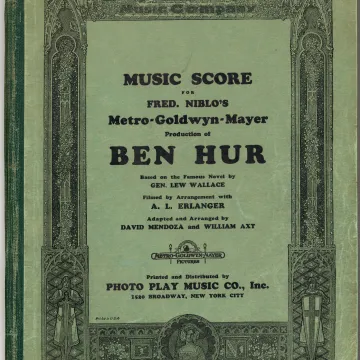 Music Company
MUSIC SCORE
FOR
FRED. NIBLO'S
Metro-Goldwyn-Mayer
Production of
BEN HUR
Based on the Famous Novel by
GEN. LEW WALLACE
Filmed by Arrangement with
A. L. ERLANGER
Adapted and Arranged by
DAVID MENDOZA and WILLIAM AXT
METRO-GOLDWYN-MAYER
PICTURES
Printed and Distributed by
PHOTO PLAY MUSIC CO., Inc.
1520 BROADWAY, NEW YORK CITY